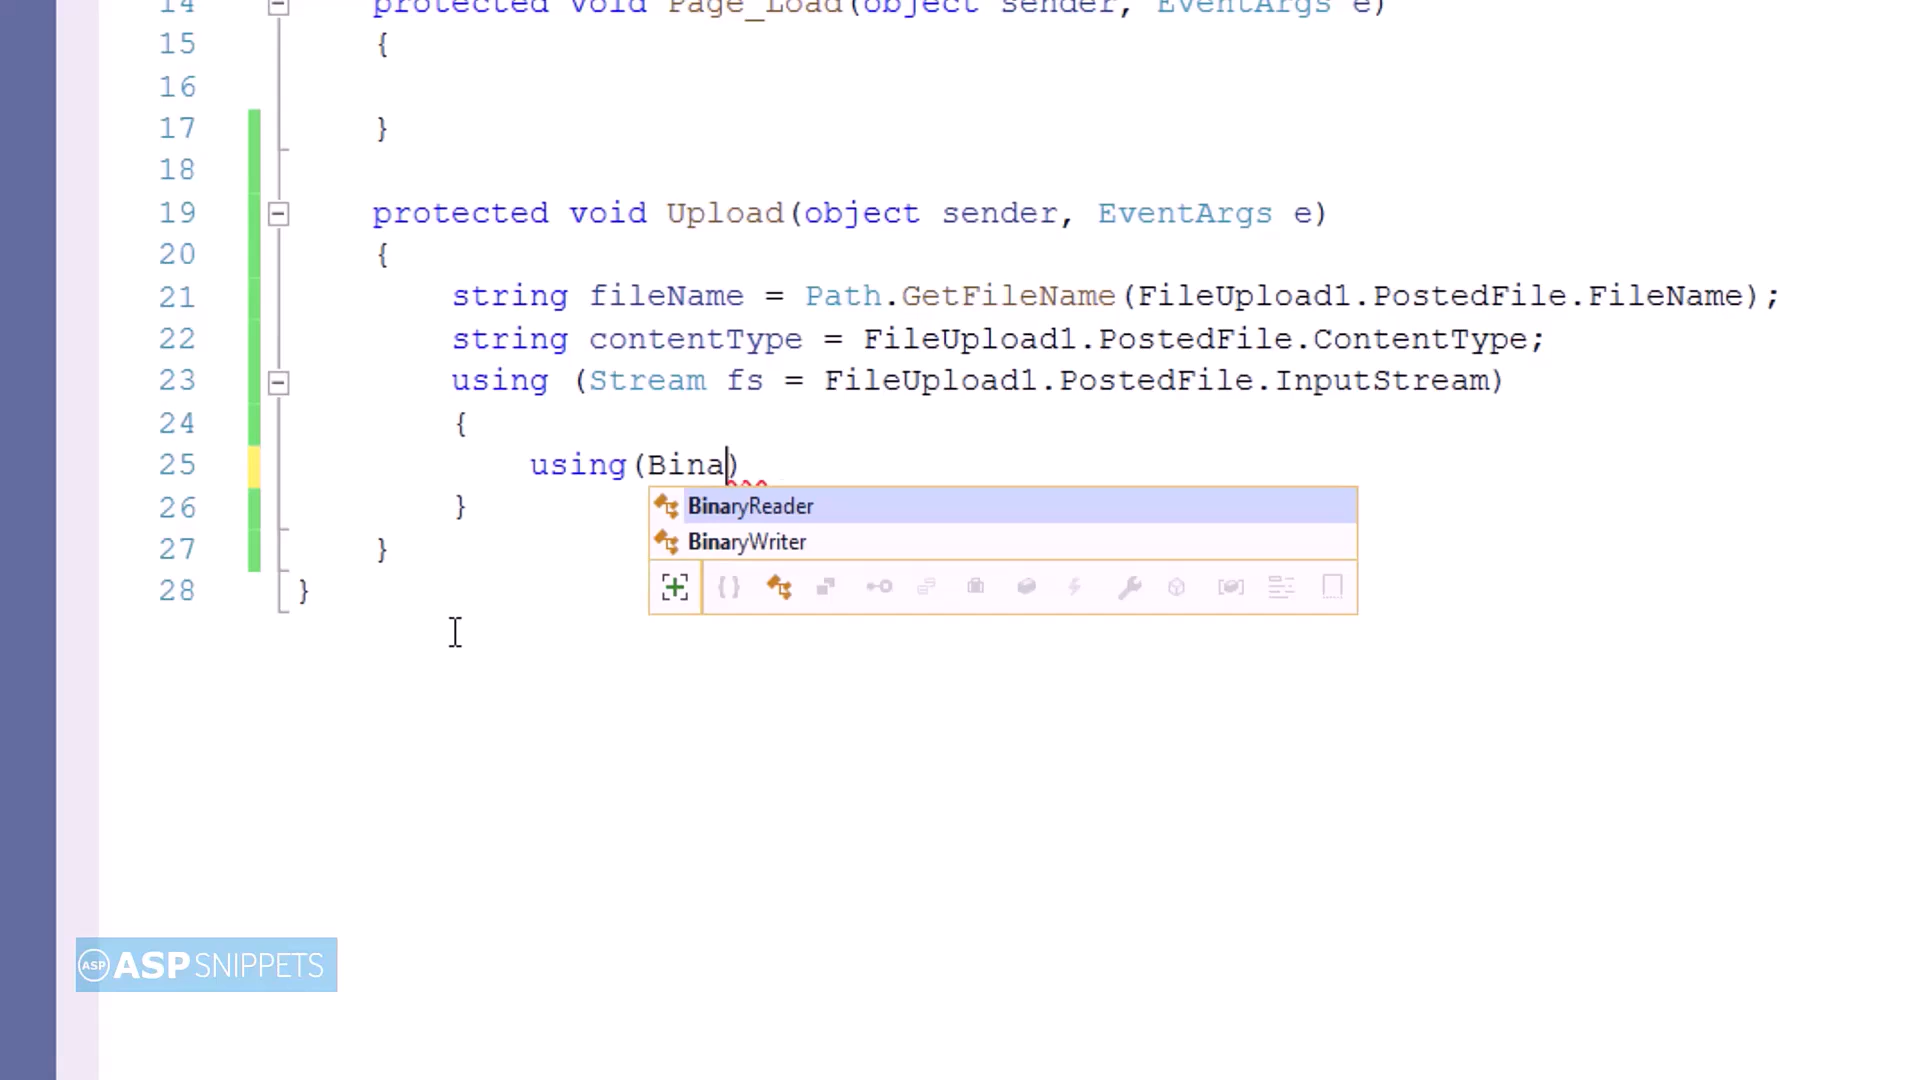 14 protected void Page_Load(object sender, EventArgs e)
15 {
16
17 }
18
19 protected void Upload(object sender, EventArgs e)
20 {
21 string fileName = Path.GetFileName(FileUpload1.PostedFile.FileName);
22 string contentType = FileUpload1.PostedFile.ContentType;
23 using (Stream fs = FileUpload1.PostedFile.InputStream)
24 {
25 using(Bina)
BinaryReader
26 }
BinaryWriter
27 }
28 }
ASP ASPSNIPPETS